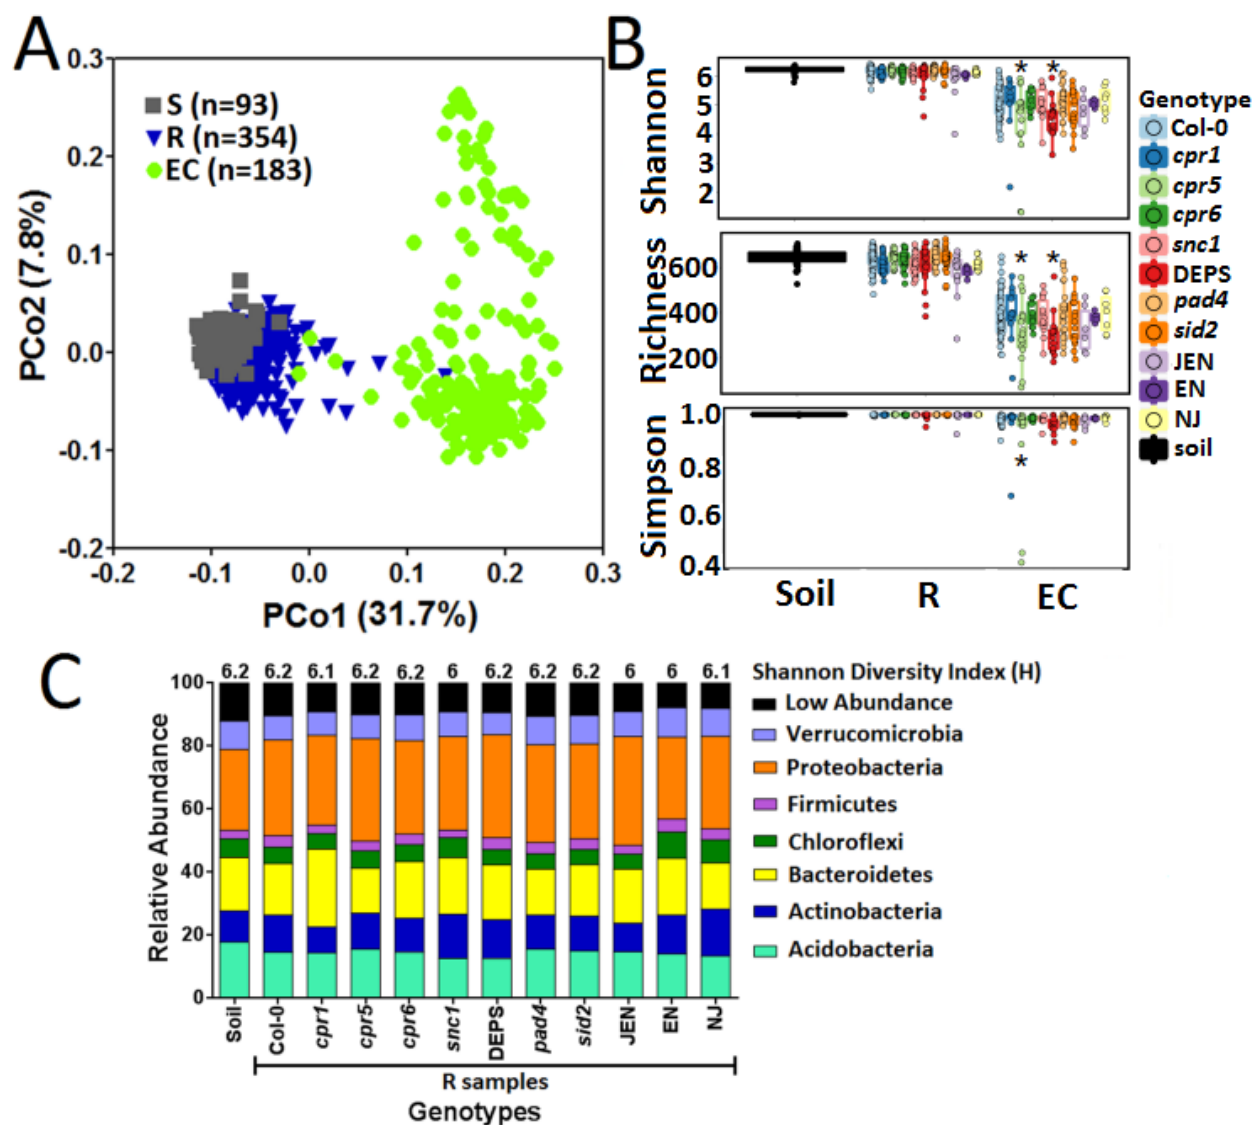 A
0.3
0.2
0.1
0.0
-0.1
-0.2
-0.2
-0.1
0.0
0.1
0.2
0.3
PCo2 (7.8%)
PCo1 (31.7%)
S (n=93)
R (n=354)
EC (n=183)
B
Shannon
6
5
4
3
2
* *
Richness
600
400
200
* *
Simpson
1.0
0.8
0.6
0.4
*
Soil
R
EC
Genotype
Col-0
cpr1
cpr5
cpr6
snc1
DEPS
pad4
sid2
JEN
EN
NJ
soil
C
6.2 6.2 6.1 6.2 6.2 6 6.2 6.2 6.2 6 6 6.1
Shannon Diversity Index (H)
Relative Abundance
100
80
60
40
20
0
Low Abundance
Verrucomicrobia
Proteobacteria
Firmicutes
Chloroflexi
Bacteroidetes
Actinobacteria
Acidobacteria
Soil
Col-0
cpr1
cpr5
cpr6
snc1
DEPS
pad4
sid2
JEN
EN
NJ
R samples
Genotypes